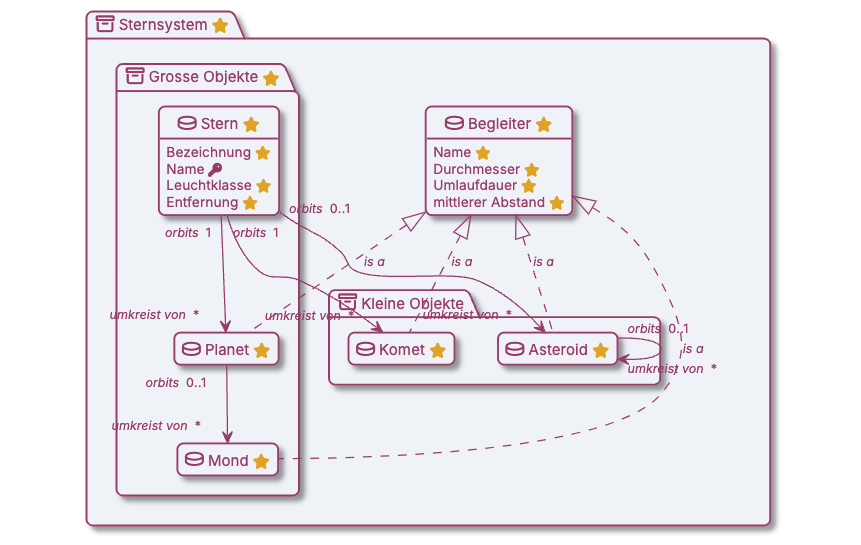 Sternsystem
Grosse Objekte
Stern
Bezeichnung
Name
Leuchtklasse
Entfernung
Begleiter
Name
Durchmesser
Umlaufdauer
mittlerer Abstand
orbits 0..1
orbits 1
orbits 1
is a
is a
is a
Kleine Objekte
umkreist von *
umkreist von *
umkreist von *
Planet
Komet
Asteroid
orbits 0..1
is a
umkreist von *
orbits 0..1
umkreist von *
Mond